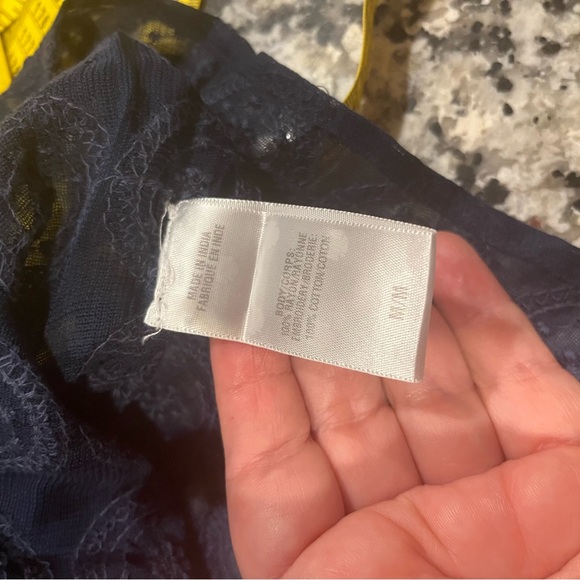 MADE IN INDIA
FABRIQUÉ EN INDE
BODY/CORPS:
100% RAYON/RAYONNE
EMBROIDERY/BRODERIE:
100% COTTON/COTON
M/M